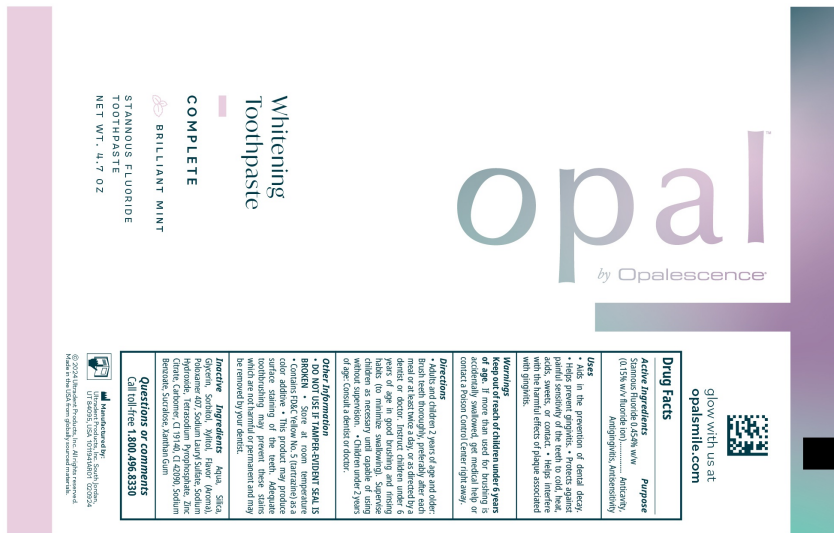 opal™
by Opalescence®
Whitening
Toothpaste
COMPLETE
BRILLIANT MINT
STANNOUS FLUORIDE
TOOTHPASTE
NET WT. 4.7 OZ
glow with us at
opalsmile.com
Drug Facts
Active Ingredients Purpose
Stannous Fluoride 0.454% w/w
(0.15% w/v fluoride ion)............ Anticavity,
Antigingivitis, Antisensitivity
Uses
• Aids in the prevention of dental decay.
• Helps prevent gingivitis. • Protects against
painful sensitivity of the teeth to cold, heat,
acids, sweets, or contact. • Helps interfere
with the harmful effects of plaque associated
with gingivitis.
Warnings
Keep out of reach of children under 6 years
of age. If more than used for brushing is
accidentally swallowed, get medical help or
contact a Poison Control Center right away.
Directions
• Adults and children 2 years of age and older:
Brush teeth thoroughly, preferably after each
meal or at least twice a day, or as directed by a
dentist or doctor. Instruct children under 6
years of age in good brushing and rinsing
habits (to minimize swallowing). Supervise
children as necessary until capable of using
without supervision. • Children under 2 years
of age: Consult a dentist or doctor.
Other Information
• DO NOT USE IF TAMPER-EVIDENT SEAL IS
BROKEN • Store at room temperature
• Contains FD&C Yellow No. 5 (tartrazine) as a
color additive • This product may produce
surface staining of the teeth. Adequate
toothbrushing may prevent these stains
which are not harmful or permanent and may
be removed by your dentist.
Inactive Ingredients Aqua, Silica,
Glycerin, Sorbitol, Xylitol, Flavor (Aroma),
Poloxamer 407, Sodium Lauryl Sulfate, Sodium
Hydroxide, Tetrasodium Pyrophosphate, Zinc
Citrate, Carbomer, CI 19140, CI 42090, Sodium
Benzoate, Sucralose, Xanthan Gum
Questions or comments
Call toll-free 1.800.496.8330
Manufactured by:
Ultradent Products, Inc. South Jordan,
UT 84095, USA 1011945AR01 020924
© 2024 Ultradent Products, Inc. All rights reserved.
Made in the USA from globally sourced materials.